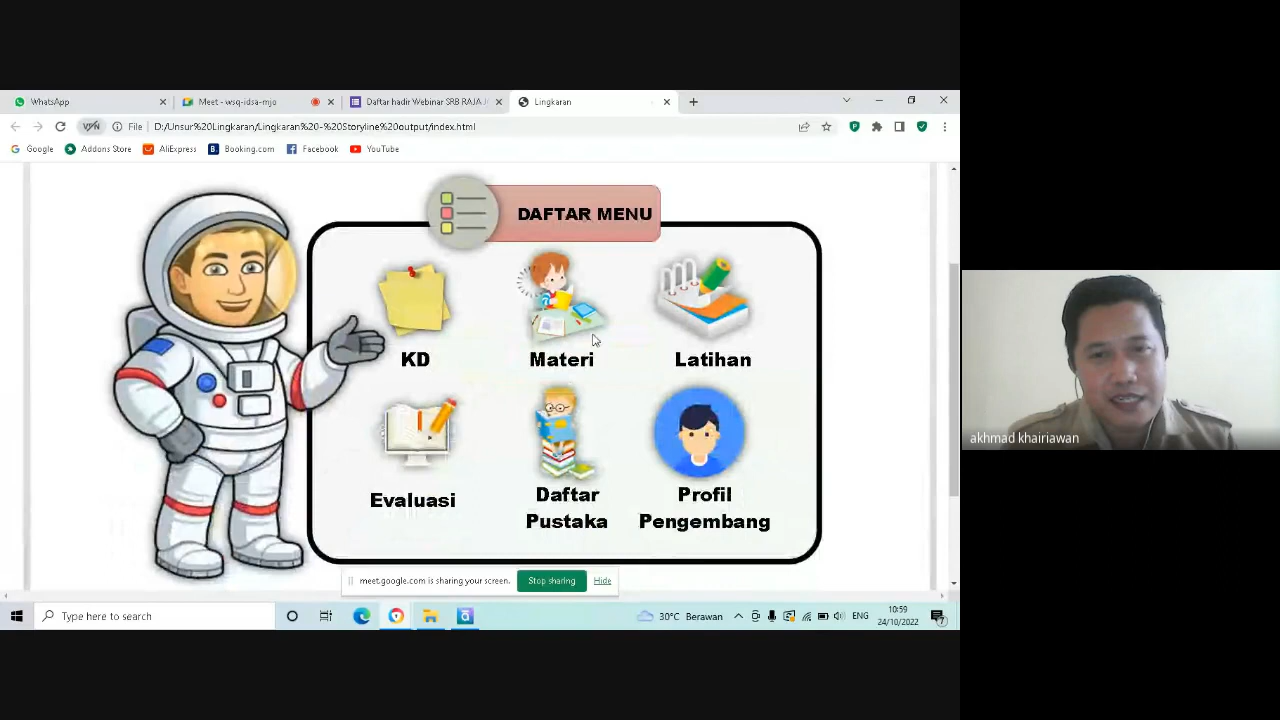 WhatsApp
Meet - wsq-idsa-mjo
Daftar hadir Webinar SRB RAJA
Lingkaran
VPN
File
D:/Unsur%20Lingkaran/Lingkaran%20-%20Storyline%20output/index.html
Google
Addons Store
AliExpress
Booking.com
Facebook
YouTube
DAFTAR MENU
KD
Materi
Latihan
Evaluasi
Daftar
Pustaka
Profil
Pengembang
akhmad khairiawan
meet.google.com is sharing your screen.
Stop sharing
Hide
Type here to search
30°C Berawan
ENG
10:59
24/10/2022